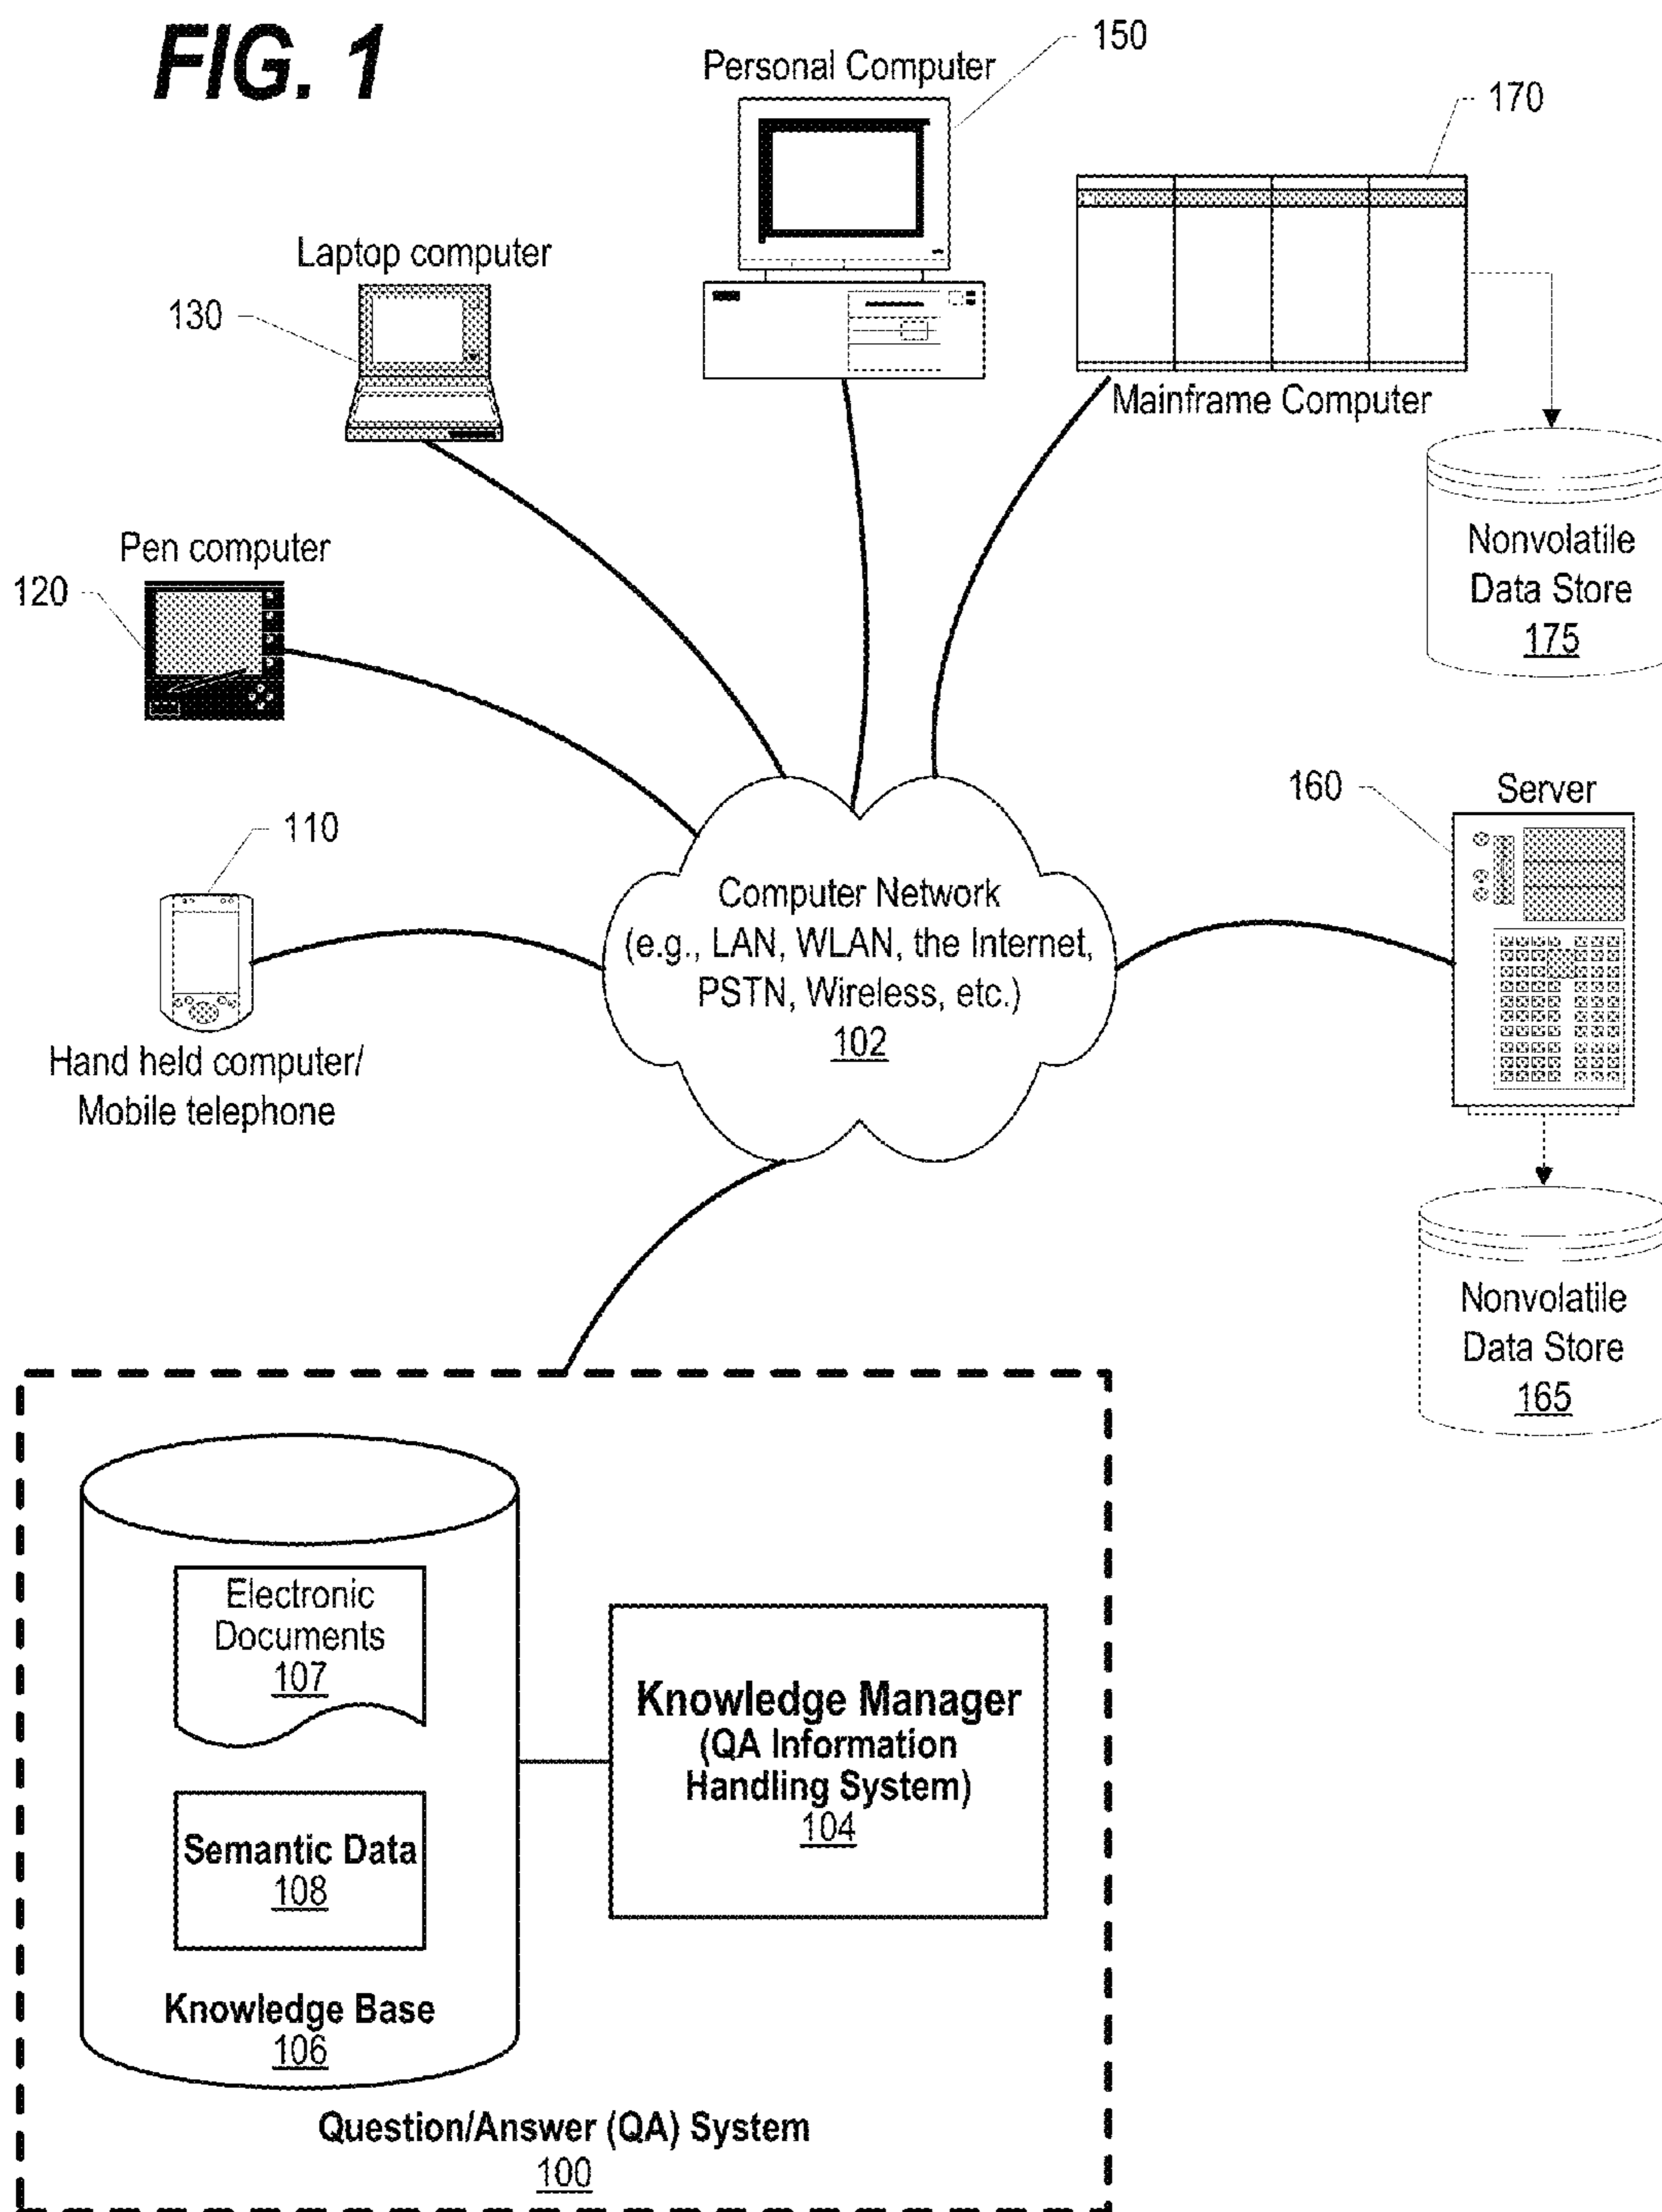 FIG. 1
Personal Computer
150
170
Laptop computer
130
Mainframe Computer
Nonvolatile
Data Store
175
Pen computer
120
110
160
Server
Computer Network
(e.g., LAN, WLAN, the Internet,
PSTN, Wireless, etc.)
102
Hand held computer/
Mobile telephone
Nonvolatile
Data Store
165
Electronic
Documents
107
Knowledge Manager
(QA Information
Handling System)
104
Semantic Data
108
Knowledge Base
106
Question/Answer (QA) System
100